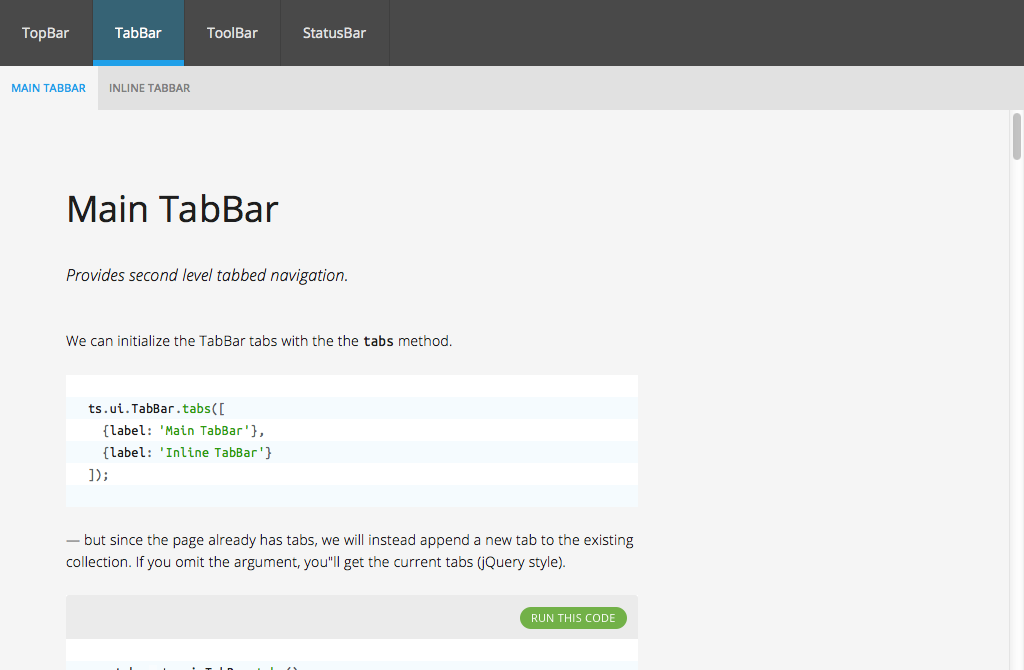 TopBar TabBar ToolBar StatusBar
MAIN TABBAR INLINE TABBAR
Main TabBar
Provides second level tabbed navigation.
We can initialize the TabBar tabs with the the tabs method.
ts.ui.TabBar.tabs([
{label: 'Main TabBar'},
{label: 'Inline TabBar'}
]);
— but since the page already has tabs, we will instead append a new tab to the existing
collection. If you omit the argument, you"ll get the current tabs (jQuery style).
RUN THIS CODE